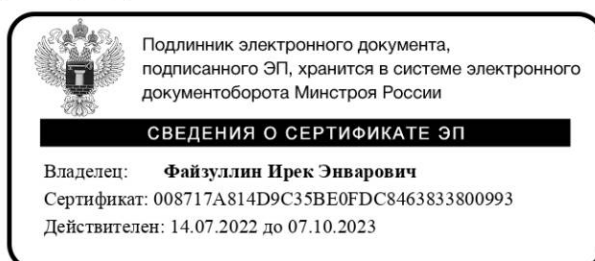 Подлинник электронного документа,
подписанного ЭП, хранится в системе электронного
документооборота Минстроя России
СВЕДЕНИЯ О СЕРТИФИКАТЕ ЭП
Владелец: Файзуллин Ирек Энварович
Сертификат: 008717A814D9C35BE0FDC8463833800993
Действителен: 14.07.2022 до 07.10.2023